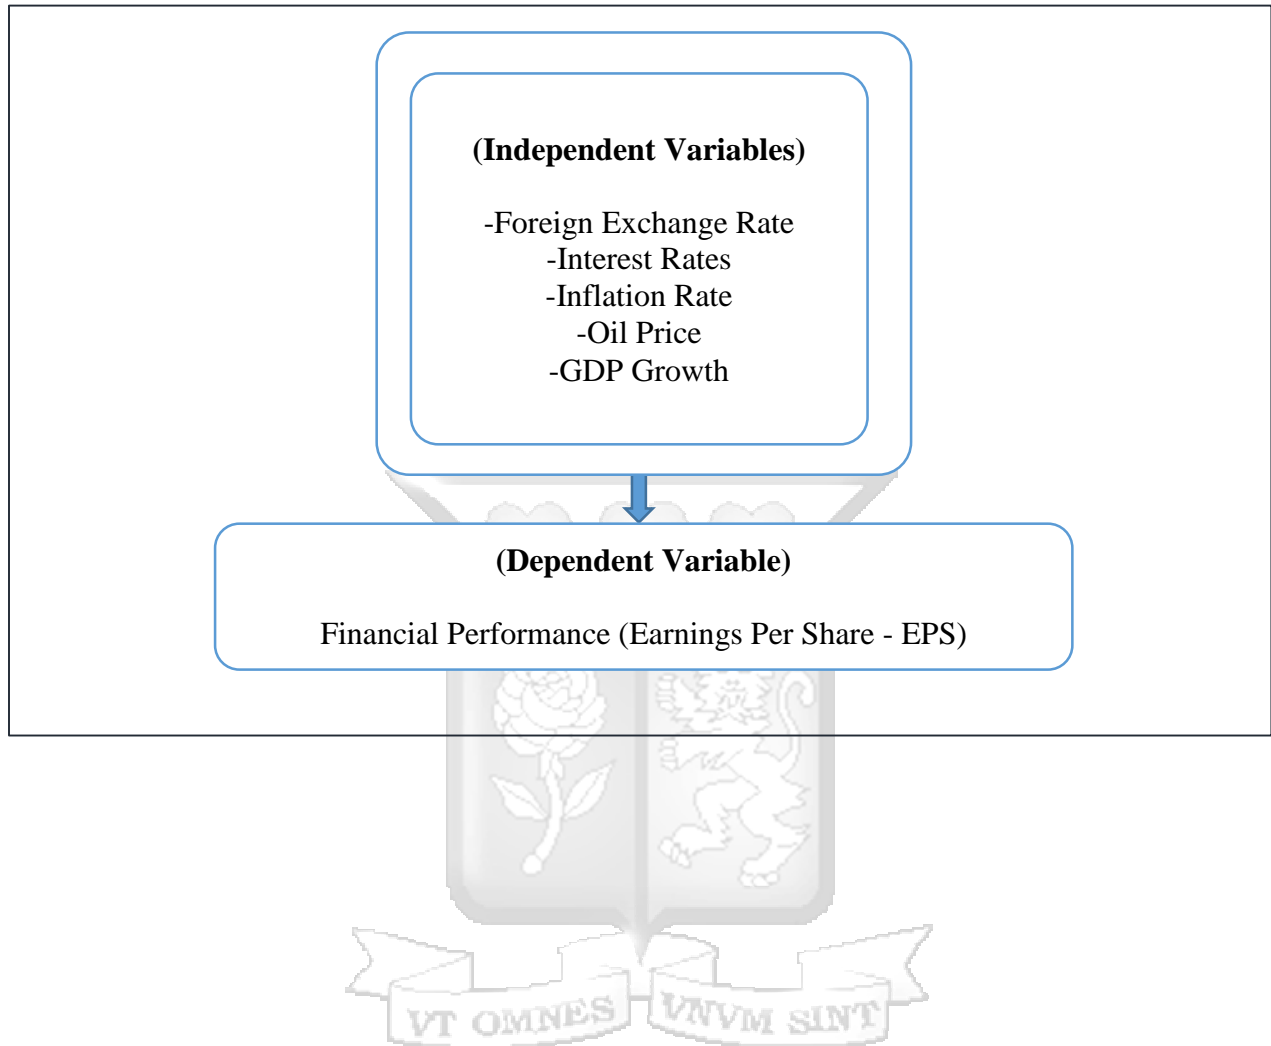 (Independent Variables)
-Foreign Exchange Rate
-Interest Rates
-Inflation Rate
-Oil Price
-GDP Growth
(Dependent Variable)
Financial Performance (Earnings Per Share - EPS)
VT OMNES VNVM SINT